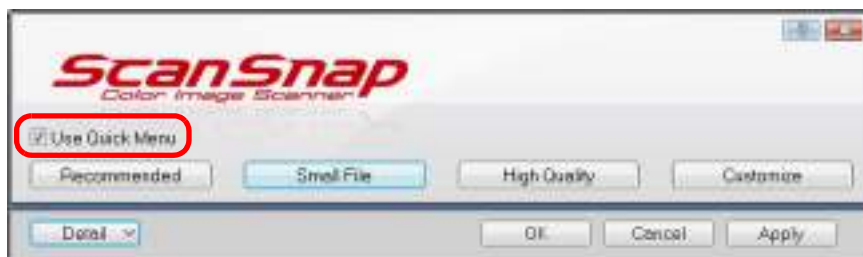 ScanSnap
Color Image Scanner
Use Quick Menu
Recommended Small File High Quality Customize
Detail OK Cancel Apply